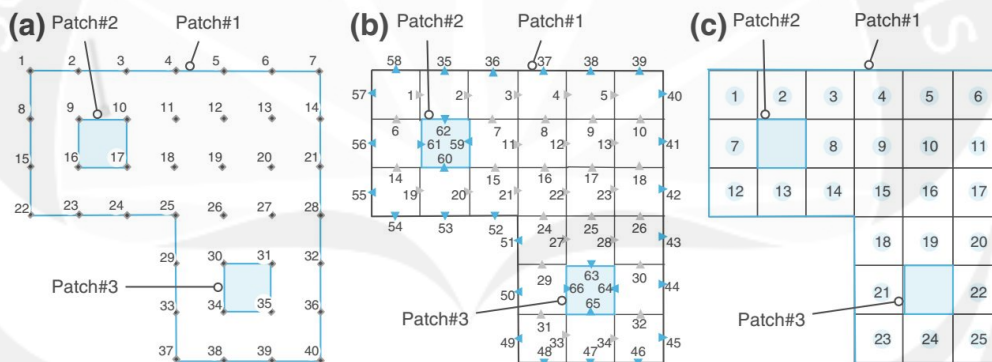 (a) Patch#2 Patch#1
1 2 3 4 5 6 7
8 9 10 11 12 13 14
15 16 17 18 19 20 21
22 23 24 25 26 27 28
29 30 31 32
Patch#3
33 34 35 36
37 38 39 40
(b) Patch#2 Patch#1
58 35 36 37 38 39
57 1 2 3 4 5 40
6 62 7 8 9 10
56 61 59 11 12 13 41
60
14 15 16 17 18
55 19 20 21 22 23 42
54 53 52 24 25 26
51 27 28 43
29 63 30
50 66 64 44
Patch#3 65
31 32
49 33 45
48 47 46
(c) Patch#2 Patch#1
1 2 3 4 5 6
7 8 9 10 11
12 13 14 15 16 17
18 19 20
21 22
Patch#3
23 24 25